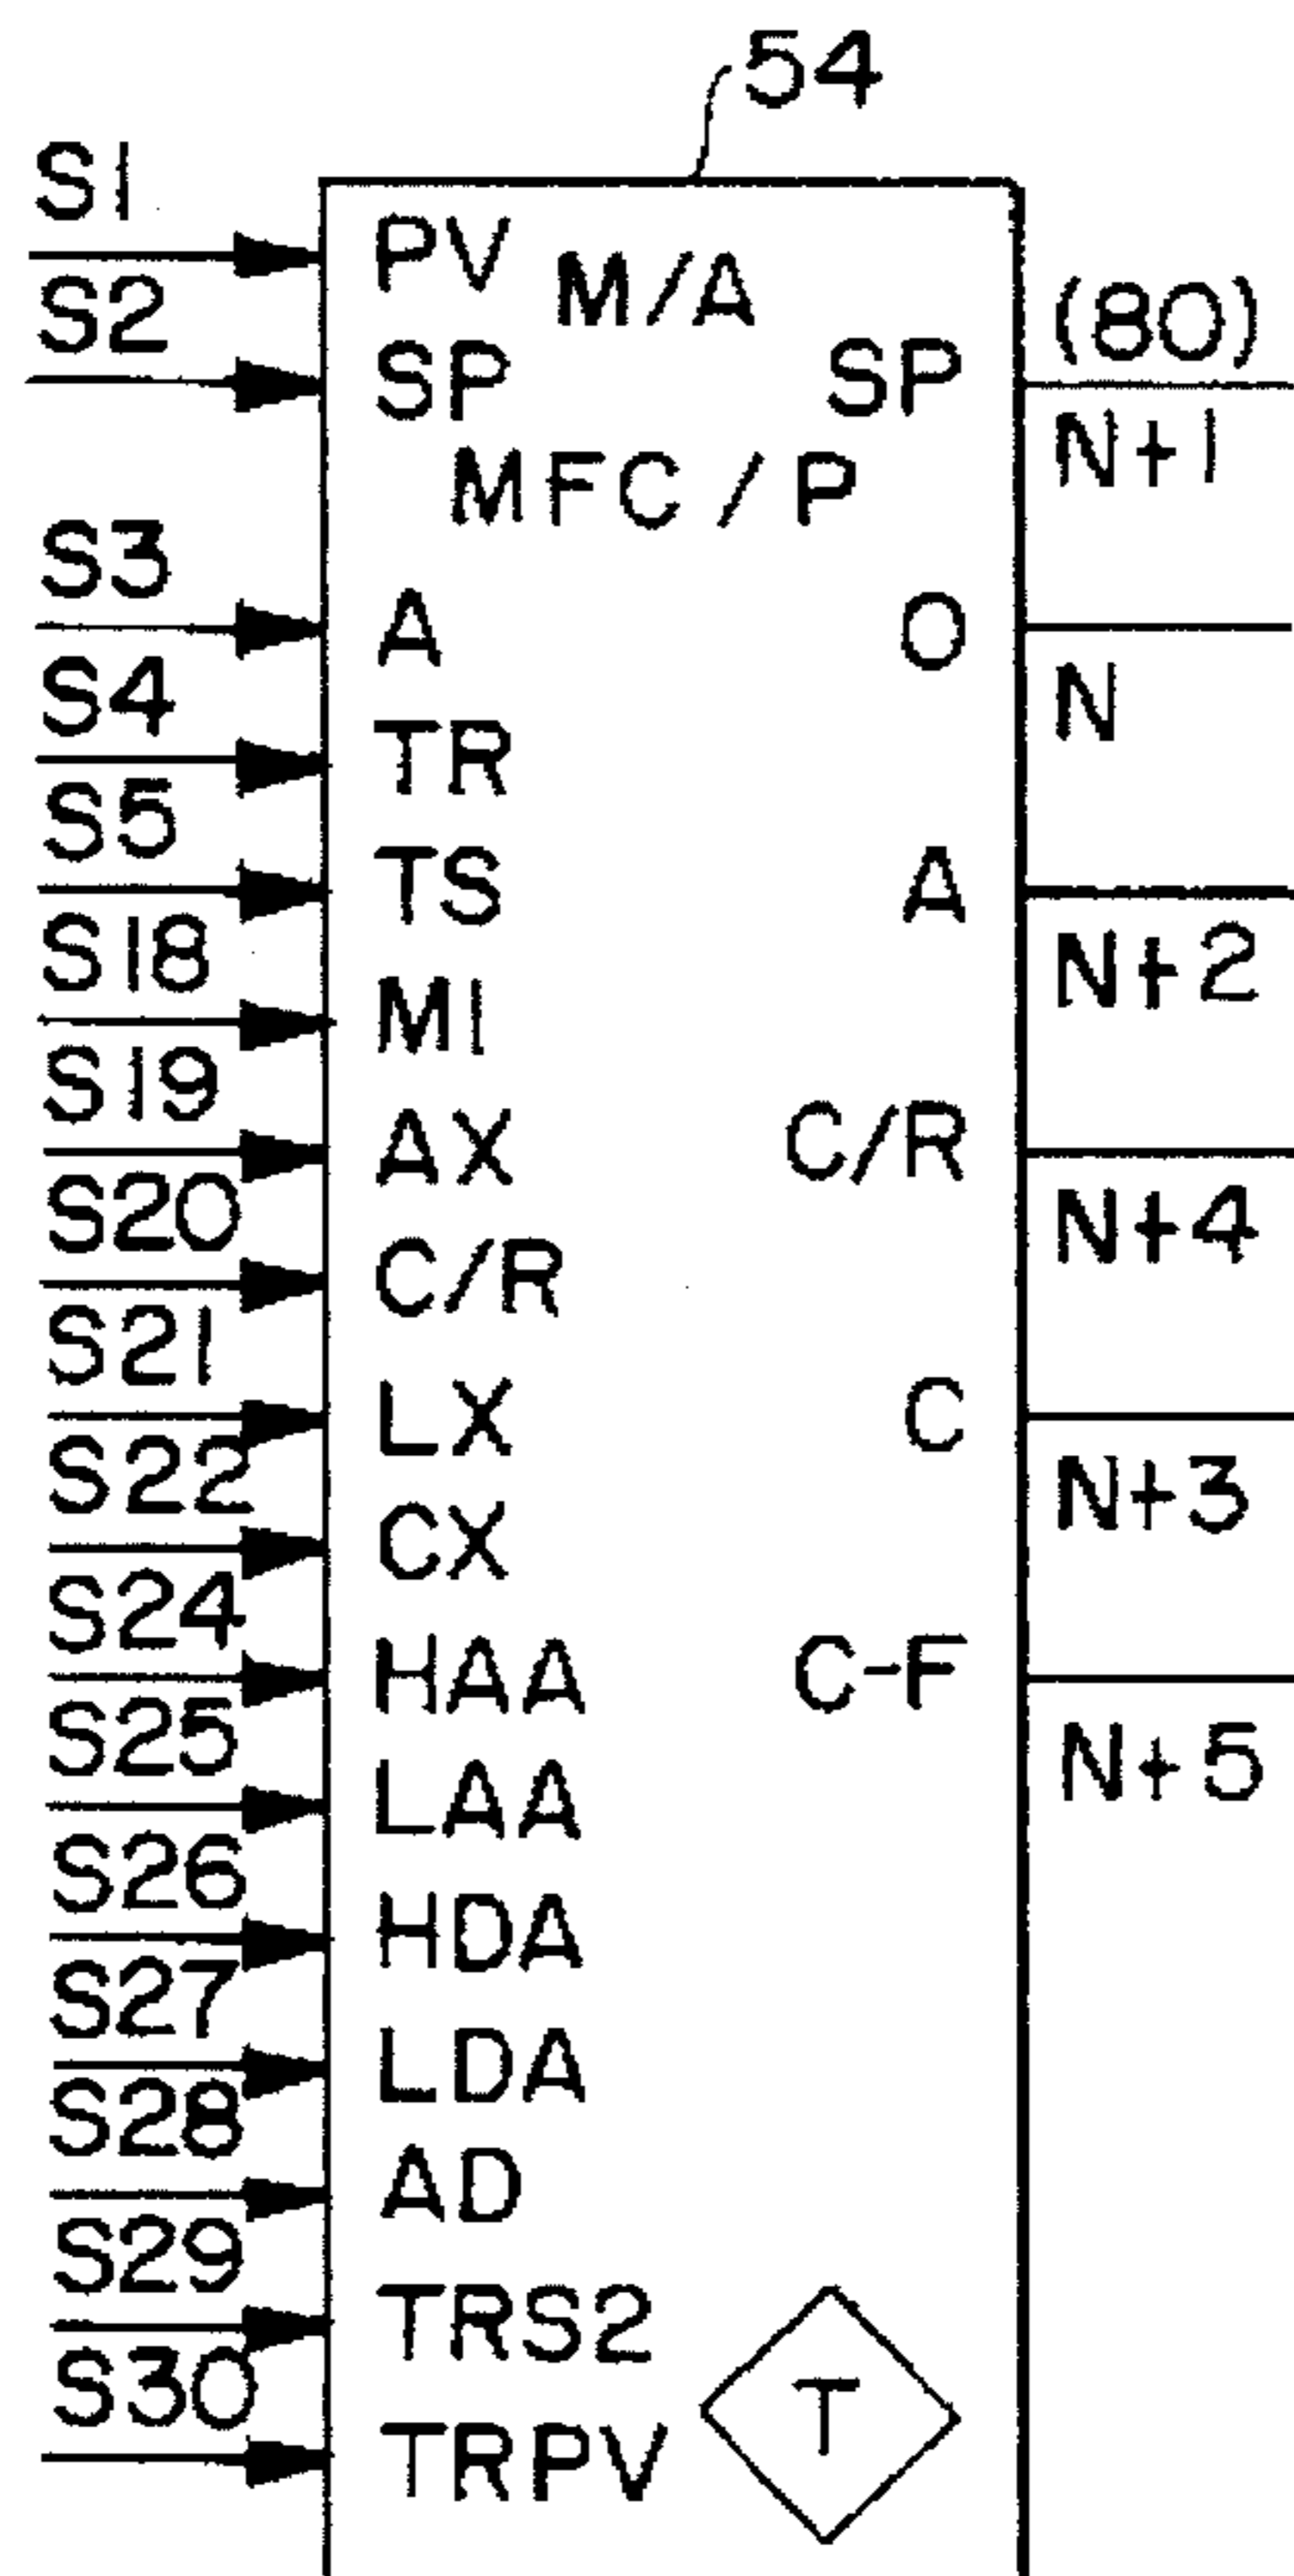 54
S1
PV M/A
(80)
S2
SP SP
N+1
MFC / P
S3
A O
S4
N
TR
S5
TS A
S18
N+2
MI
S19
AX C/R
S20
N+4
C/R
S21
LX C
S22
N+3
CX
S24
HAA C-F
S25
N+5
LAA
S26
HDA
S27
LDA
S28
AD
S29
TRS2
S30
T
TRPV